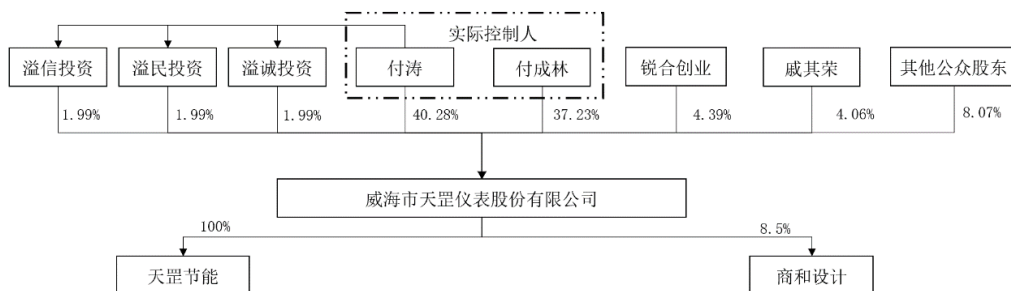 实际控制人
溢信投资
溢民投资
溢诚投资
付涛
付成林
锐合创业
戚其荣
其他公众股东
1.99%
1.99%
1.99%
40.28%
37.23%
4.39%
4.06%
8.07%
威海市天罡仪表股份有限公司
100%
8.5%
天罡节能
商和设计